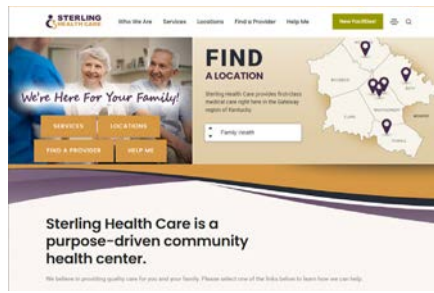 STERLING
HEALTH CARE
Who We Are
Services
Locations
Find a Provider
Help Me
New Facilities!
We're Here For Your Family!
SERVICES
LOCATIONS
FIND A PROVIDER
HELP ME
FIND
A LOCATION
Sterling Health Care provides first-class
medical care right here in the Gateway
region of Kentucky.
Family Health
Sterling Health Care is a
purpose-driven community
health center.
We believe in providing quality care for you and your family. Please select one of the links below to learn how we can help.